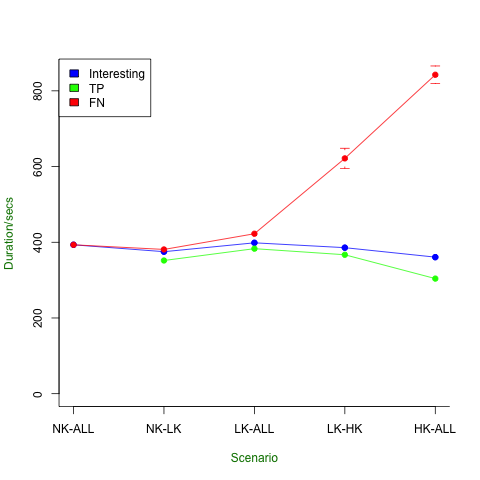 Interesting
TP
FN
800
600
400
200
0
Duration/secs
NK-ALL NK-LK LK-ALL LK-HK HK-ALL
Scenario